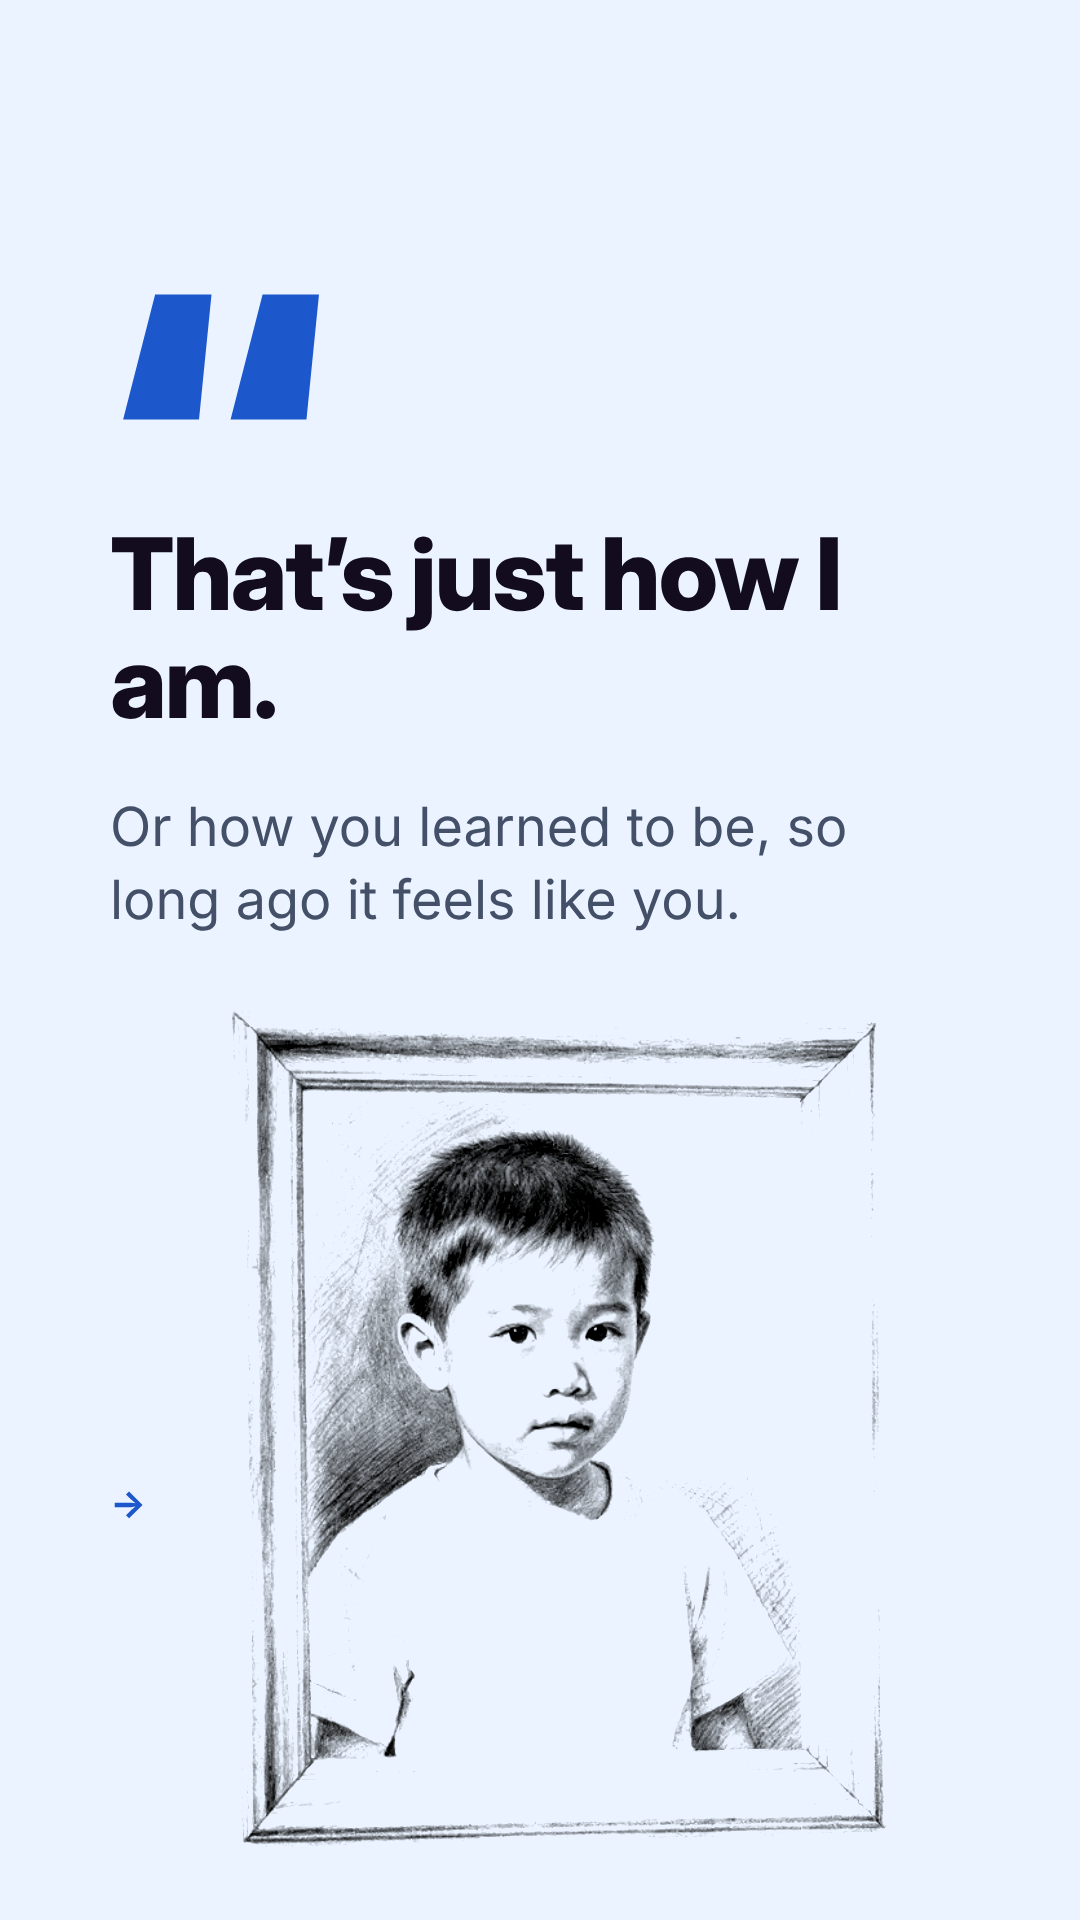 "
That’s just how I
am.
Or how you learned to be, so
long ago it feels like you.
→